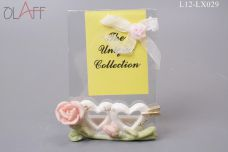 OLAFF
L12-LX029
The
Unique
Collection